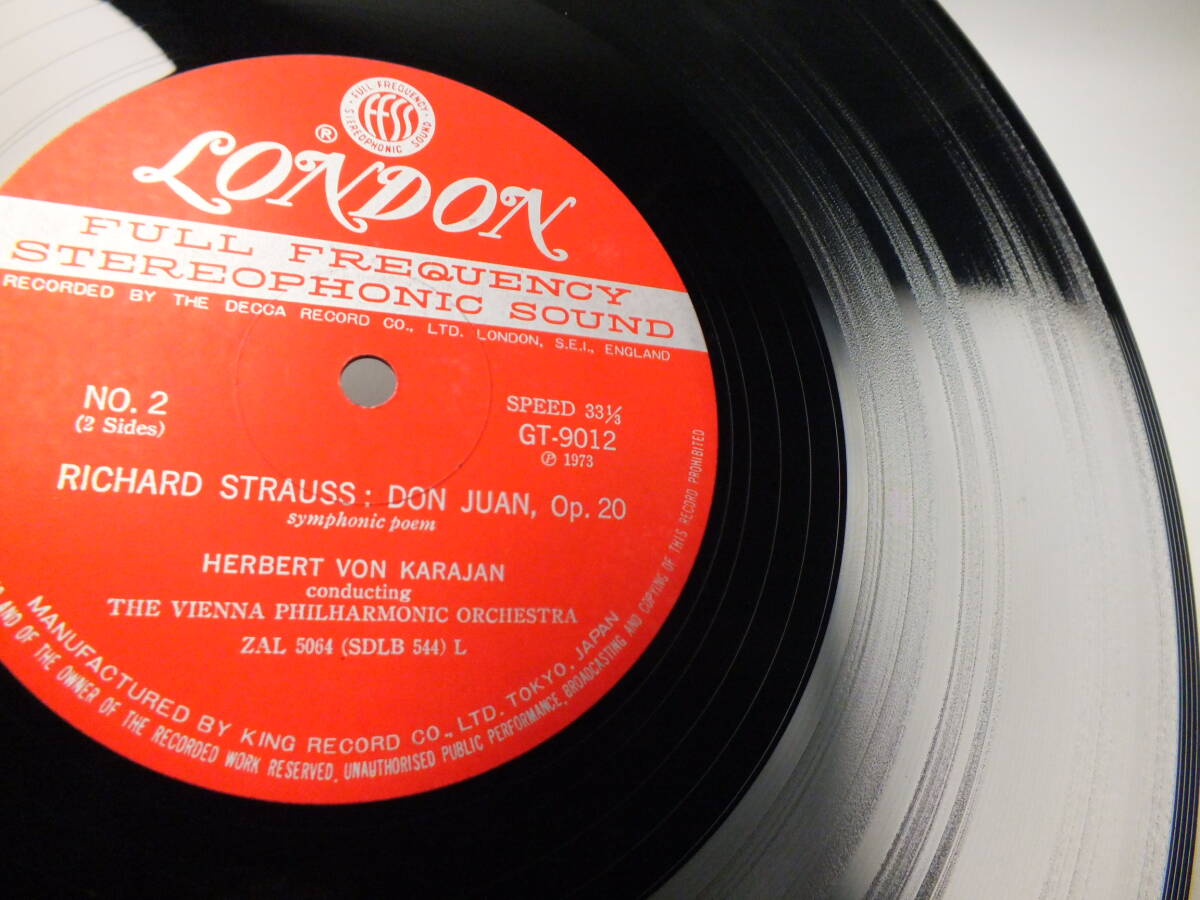 FULL FREQUENCY
FFSS
STEREOPHONIC SOUND
® LONDON
FULL FREQUENCY
STEREOPHONIC SOUND
RECORDED BY THE DECCA RECORD CO., LTD. LONDON, S.E.I., ENGLAND
NO. 2
(2 Sides)
SPEED 33⅓
GT-9012
℗ 1973
RICHARD STRAUSS : DON JUAN, Op. 20
symphonic poem
HERBERT VON KARAJAN
conducting
THE VIENNA PHILHARMONIC ORCHESTRA
ZAL 5064 (SDLB 544) L
MANUFACTURED BY KING RECORD CO., LTD. TOKYO, JAPAN
AND OF THE OWNER OF THE RECORDED WORK RESERVED. UNAUTHORISED PUBLIC PERFORMANCE, BROADCASTING AND COPYING OF THIS RECORD PROHIBITED